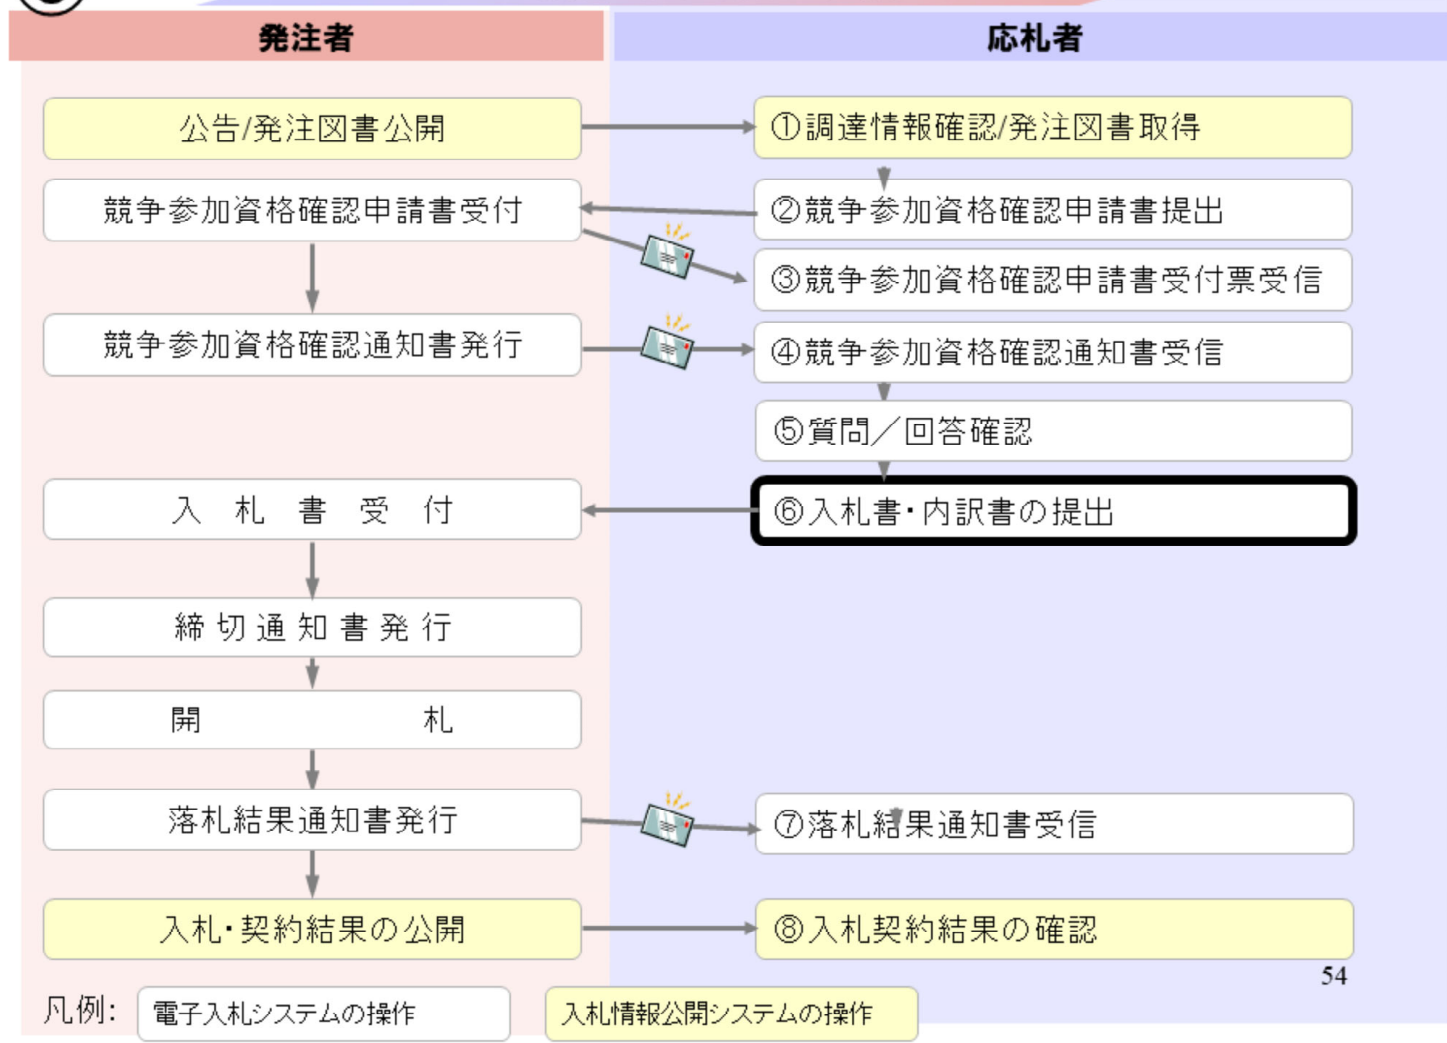 発注者
応札者
公告/発注図書公開
①調達情報確認/発注図書取得
競争参加資格確認申請書受付
②競争参加資格確認申請書提出
③競争参加資格確認申請書受付票受信
競争参加資格確認通知書発行
④競争参加資格確認通知書受信
⑤質問／回答確認
入札書受付
⑥入札書・内訳書の提出
締切通知書発行
開札
落札結果通知書発行
⑦落札結果通知書受信
入札・契約結果の公開
⑧入札契約結果の確認
54
凡例:
電子入札システムの操作
入札情報公開システムの操作